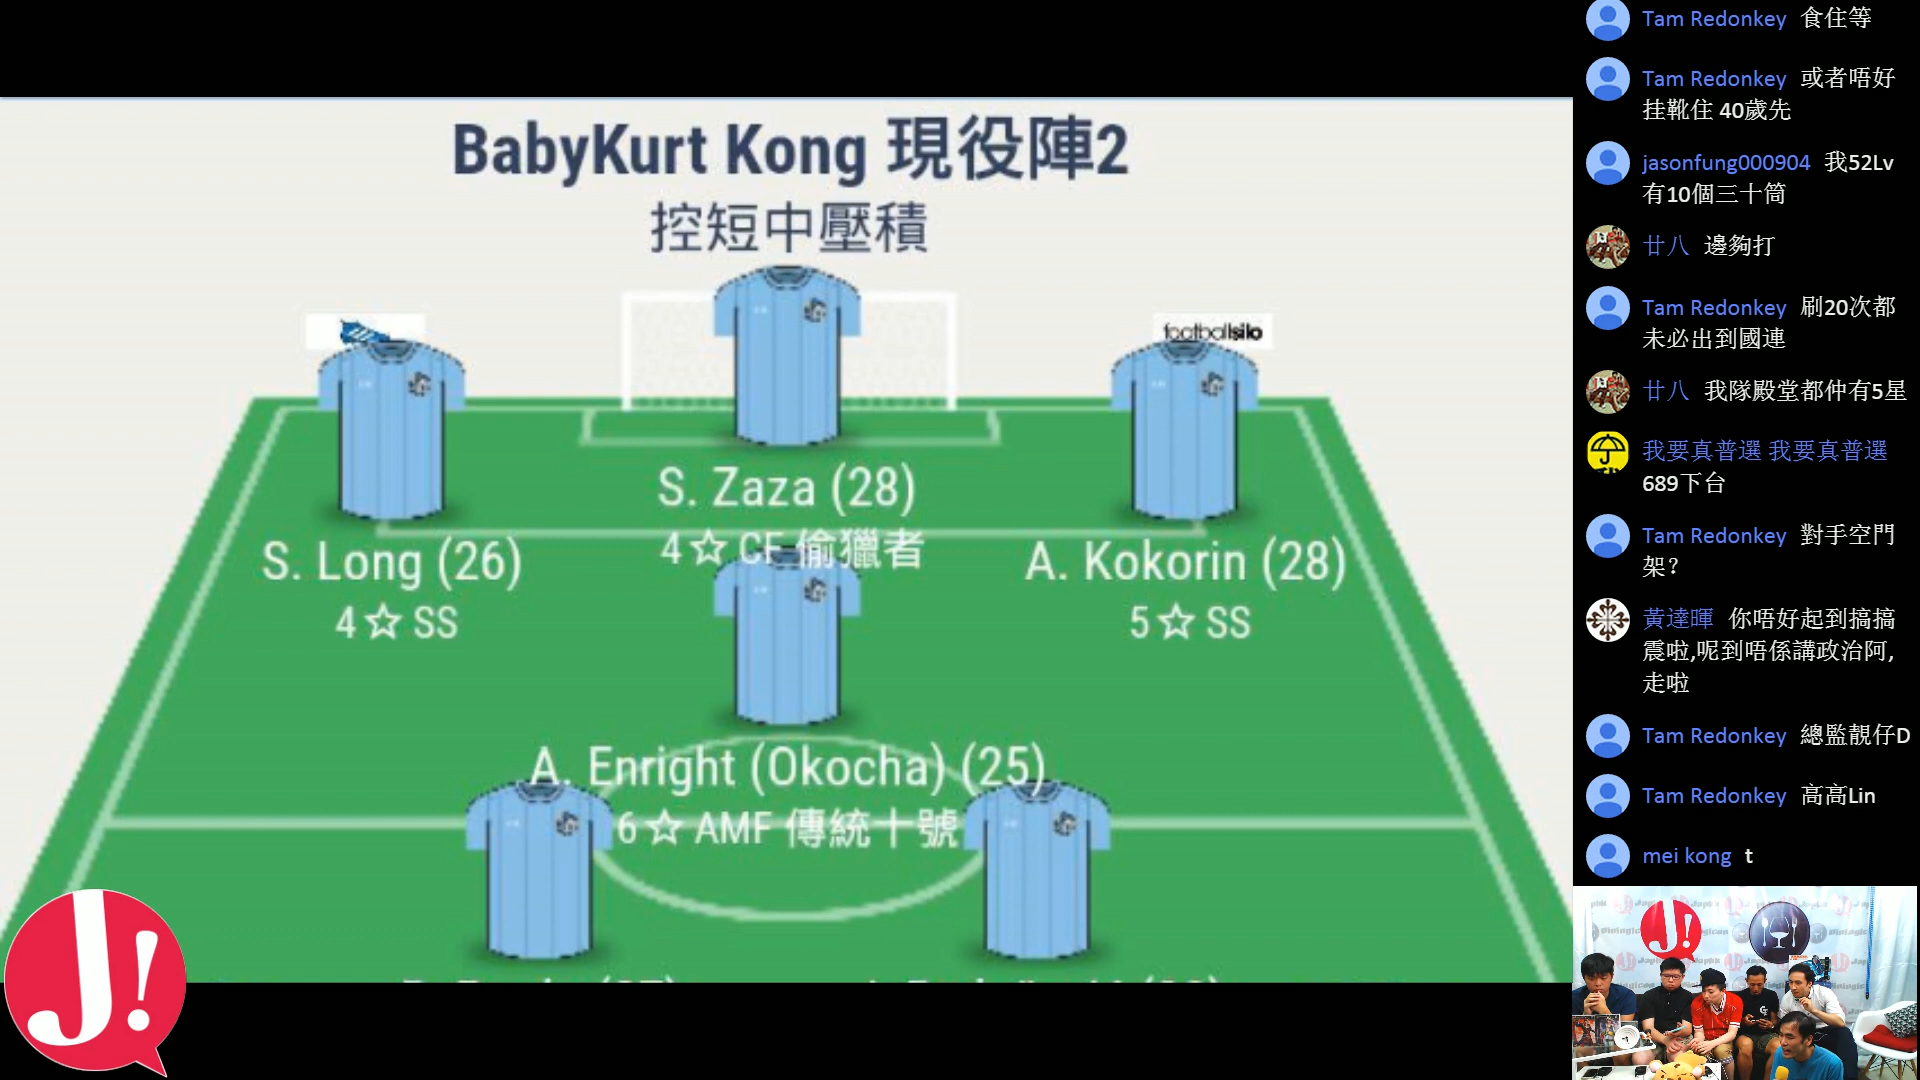 BabyKurt Kong 現役陣2
控短中壓積
footballsilo
S. Zaza (28)
4☆ CF 偷獵者
S. Long (26)
4☆ SS
A. Kokorin (28)
5☆ SS
A. Enright (Okocha) (25)
6☆ AMF 傳統十號
J!
Tam Redonkey 食住等
Tam Redonkey 或者唔好
挂靴住 40歲先
jasonfung000904 我52Lv
有10個三十筒
廿八 邊夠打
Tam Redonkey 刷20次都
未必出到國連
廿八 我隊殿堂都仲有5星
我要真普選 我要真普選
689下台
Tam Redonkey 對手空門
架?
黃達暉 你唔好起到搞搞
震啦,呢到唔係講政治阿,
走啦
Tam Redonkey 總監靚仔D
Tam Redonkey 高高Lin
mei kong t
J!